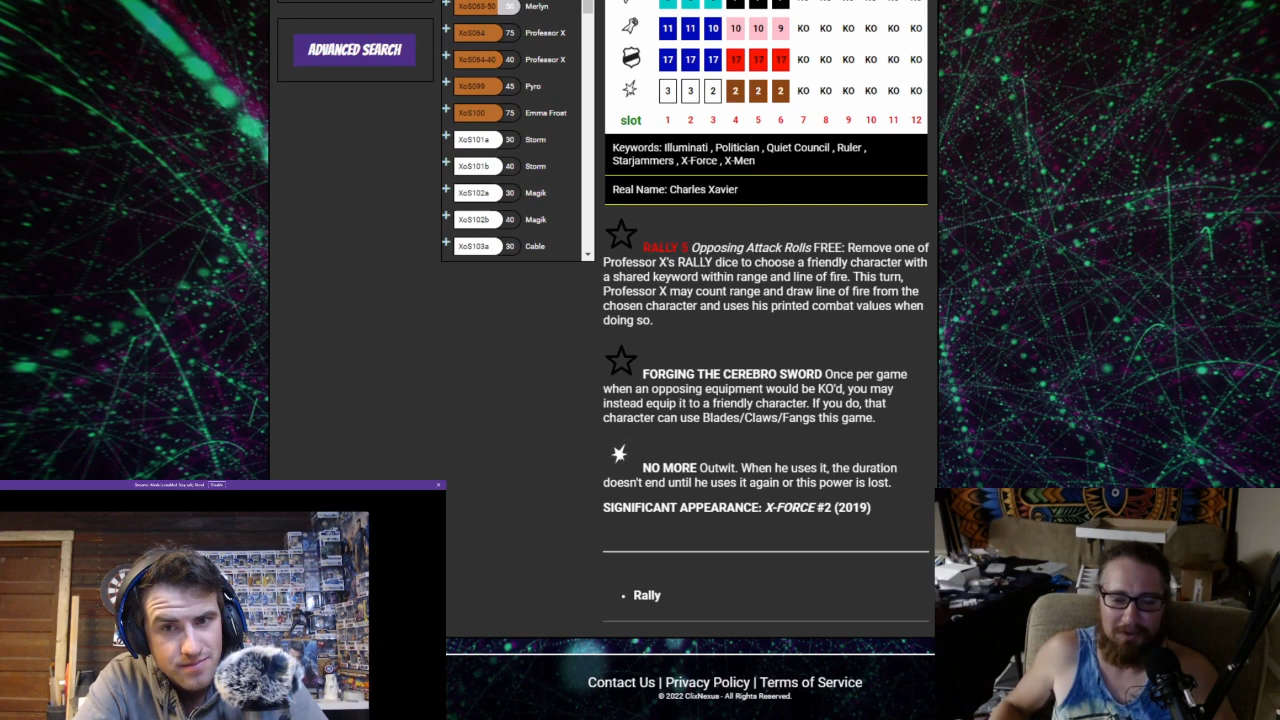 ADVANCED SEARCH
XoS063-50 50 Merlyn
XoS064 75 Professor X
XoS064-40 40 Professor X
XoS099 45 Pyro
XoS100 75 Emma Frost
XoS101a 30 Storm
XoS101b 40 Storm
XoS102a 30 Magik
XoS102b 40 Magik
XoS103a 30 Cable
11 11 10 10 10 9 KO KO KO KO KO KO
17 17 17 17 17 17 KO KO KO KO KO KO
3 3 2 2 2 2 KO KO KO KO KO KO
slot 1 2 3 4 5 6 7 8 9 10 11 12
Keywords: Illuminati , Politician , Quiet Council , Ruler ,
Starjammers , X-Force , X-Men
Real Name: Charles Xavier
RALLY 5 Opposing Attack Rolls FREE: Remove one of
Professor X's RALLY dice to choose a friendly character with
a shared keyword within range and line of fire. This turn,
Professor X may count range and draw line of fire from the
chosen character and uses his printed combat values when
doing so.
FORGING THE CEREBRO SWORD Once per game
when an opposing equipment would be KO'd, you may
instead equip it to a friendly character. If you do, that
character can use Blades/Claws/Fangs this game.
NO MORE Outwit. When he uses it, the duration
doesn't end until he uses it again or this power is lost.
SIGNIFICANT APPEARANCE: X-FORCE #2 (2019)
• Rally
Contact Us | Privacy Policy | Terms of Service
© 2022 ClixNexus - All Rights Reserved.